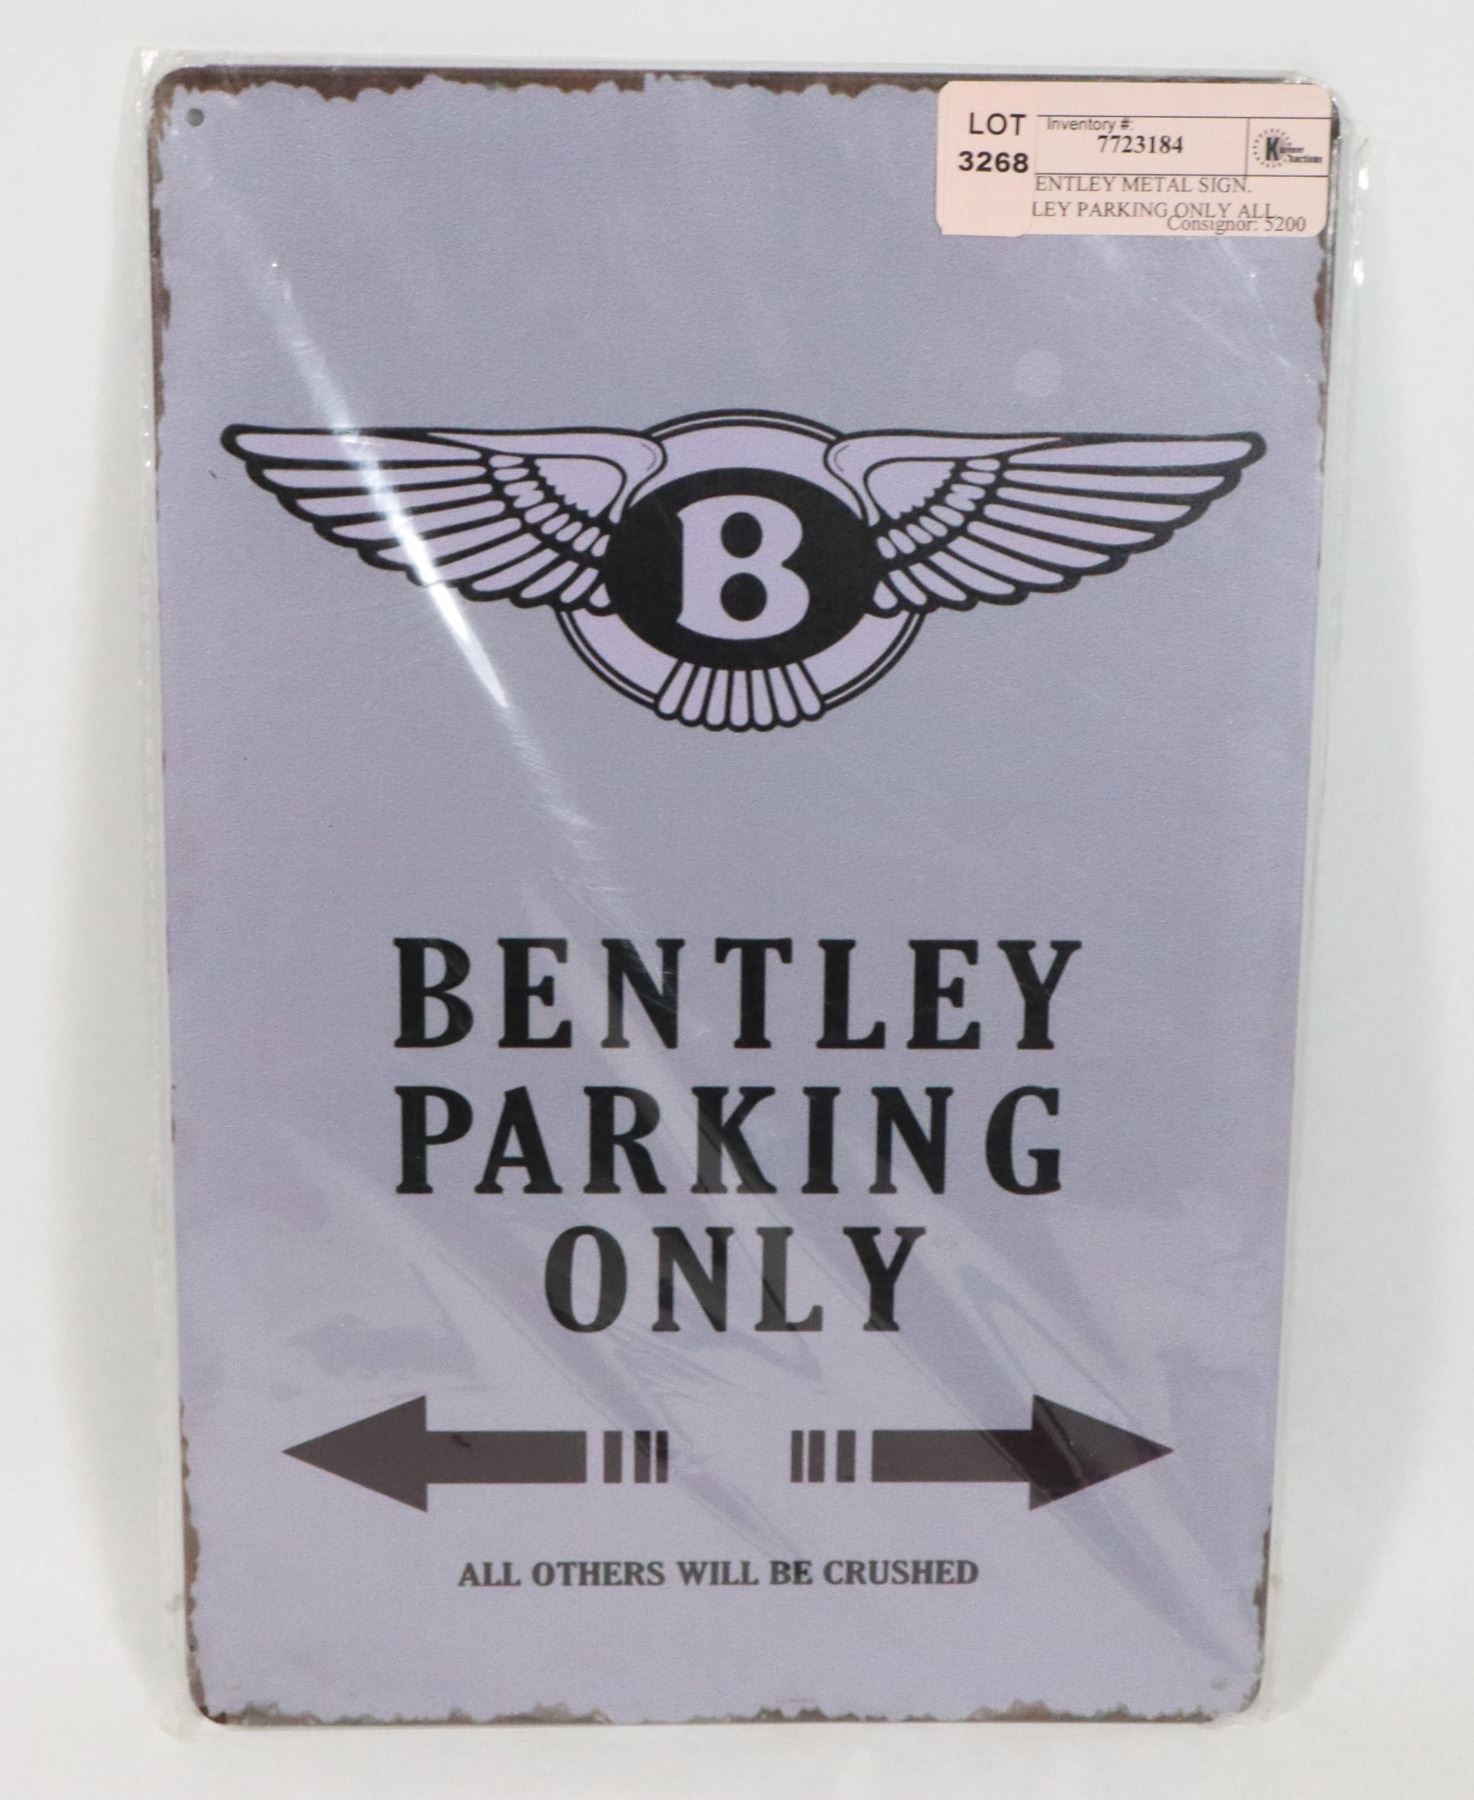 LOT
3268
Inventory #:
7723184
ENTLEY METAL SIGN.
LEY PARKING ONLY ALL
Consignor: 5200
B
BENTLEY
PARKING
ONLY
ALL OTHERS WILL BE CRUSHED